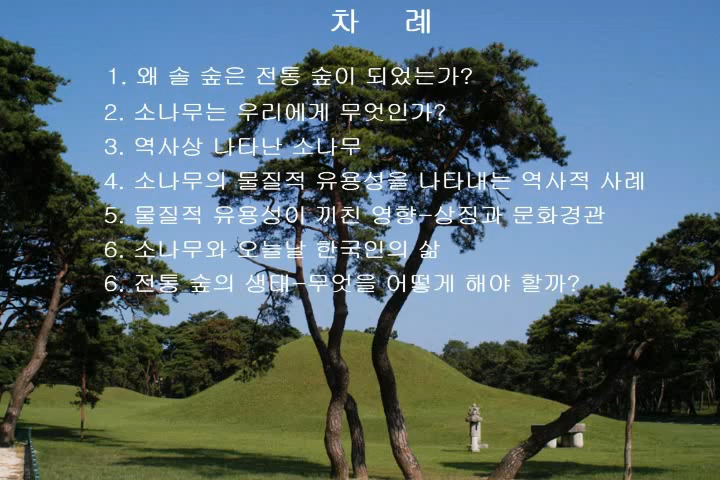 차 례
1. 왜 솔 숲은 전통 숲이 되었는가?
2. 소나무는 우리에게 무엇인가?
3. 역사상 나타난 소나무
4. 소나무의 물질적 유용성을 나타내는 역사적 사례
5. 물질적 유용성이 끼친 영향-상징과 문화경관
6. 소나무와 오늘날 한국인의 삶
6. 전통 숲의 생태-무엇을 어떻게 해야 할까?